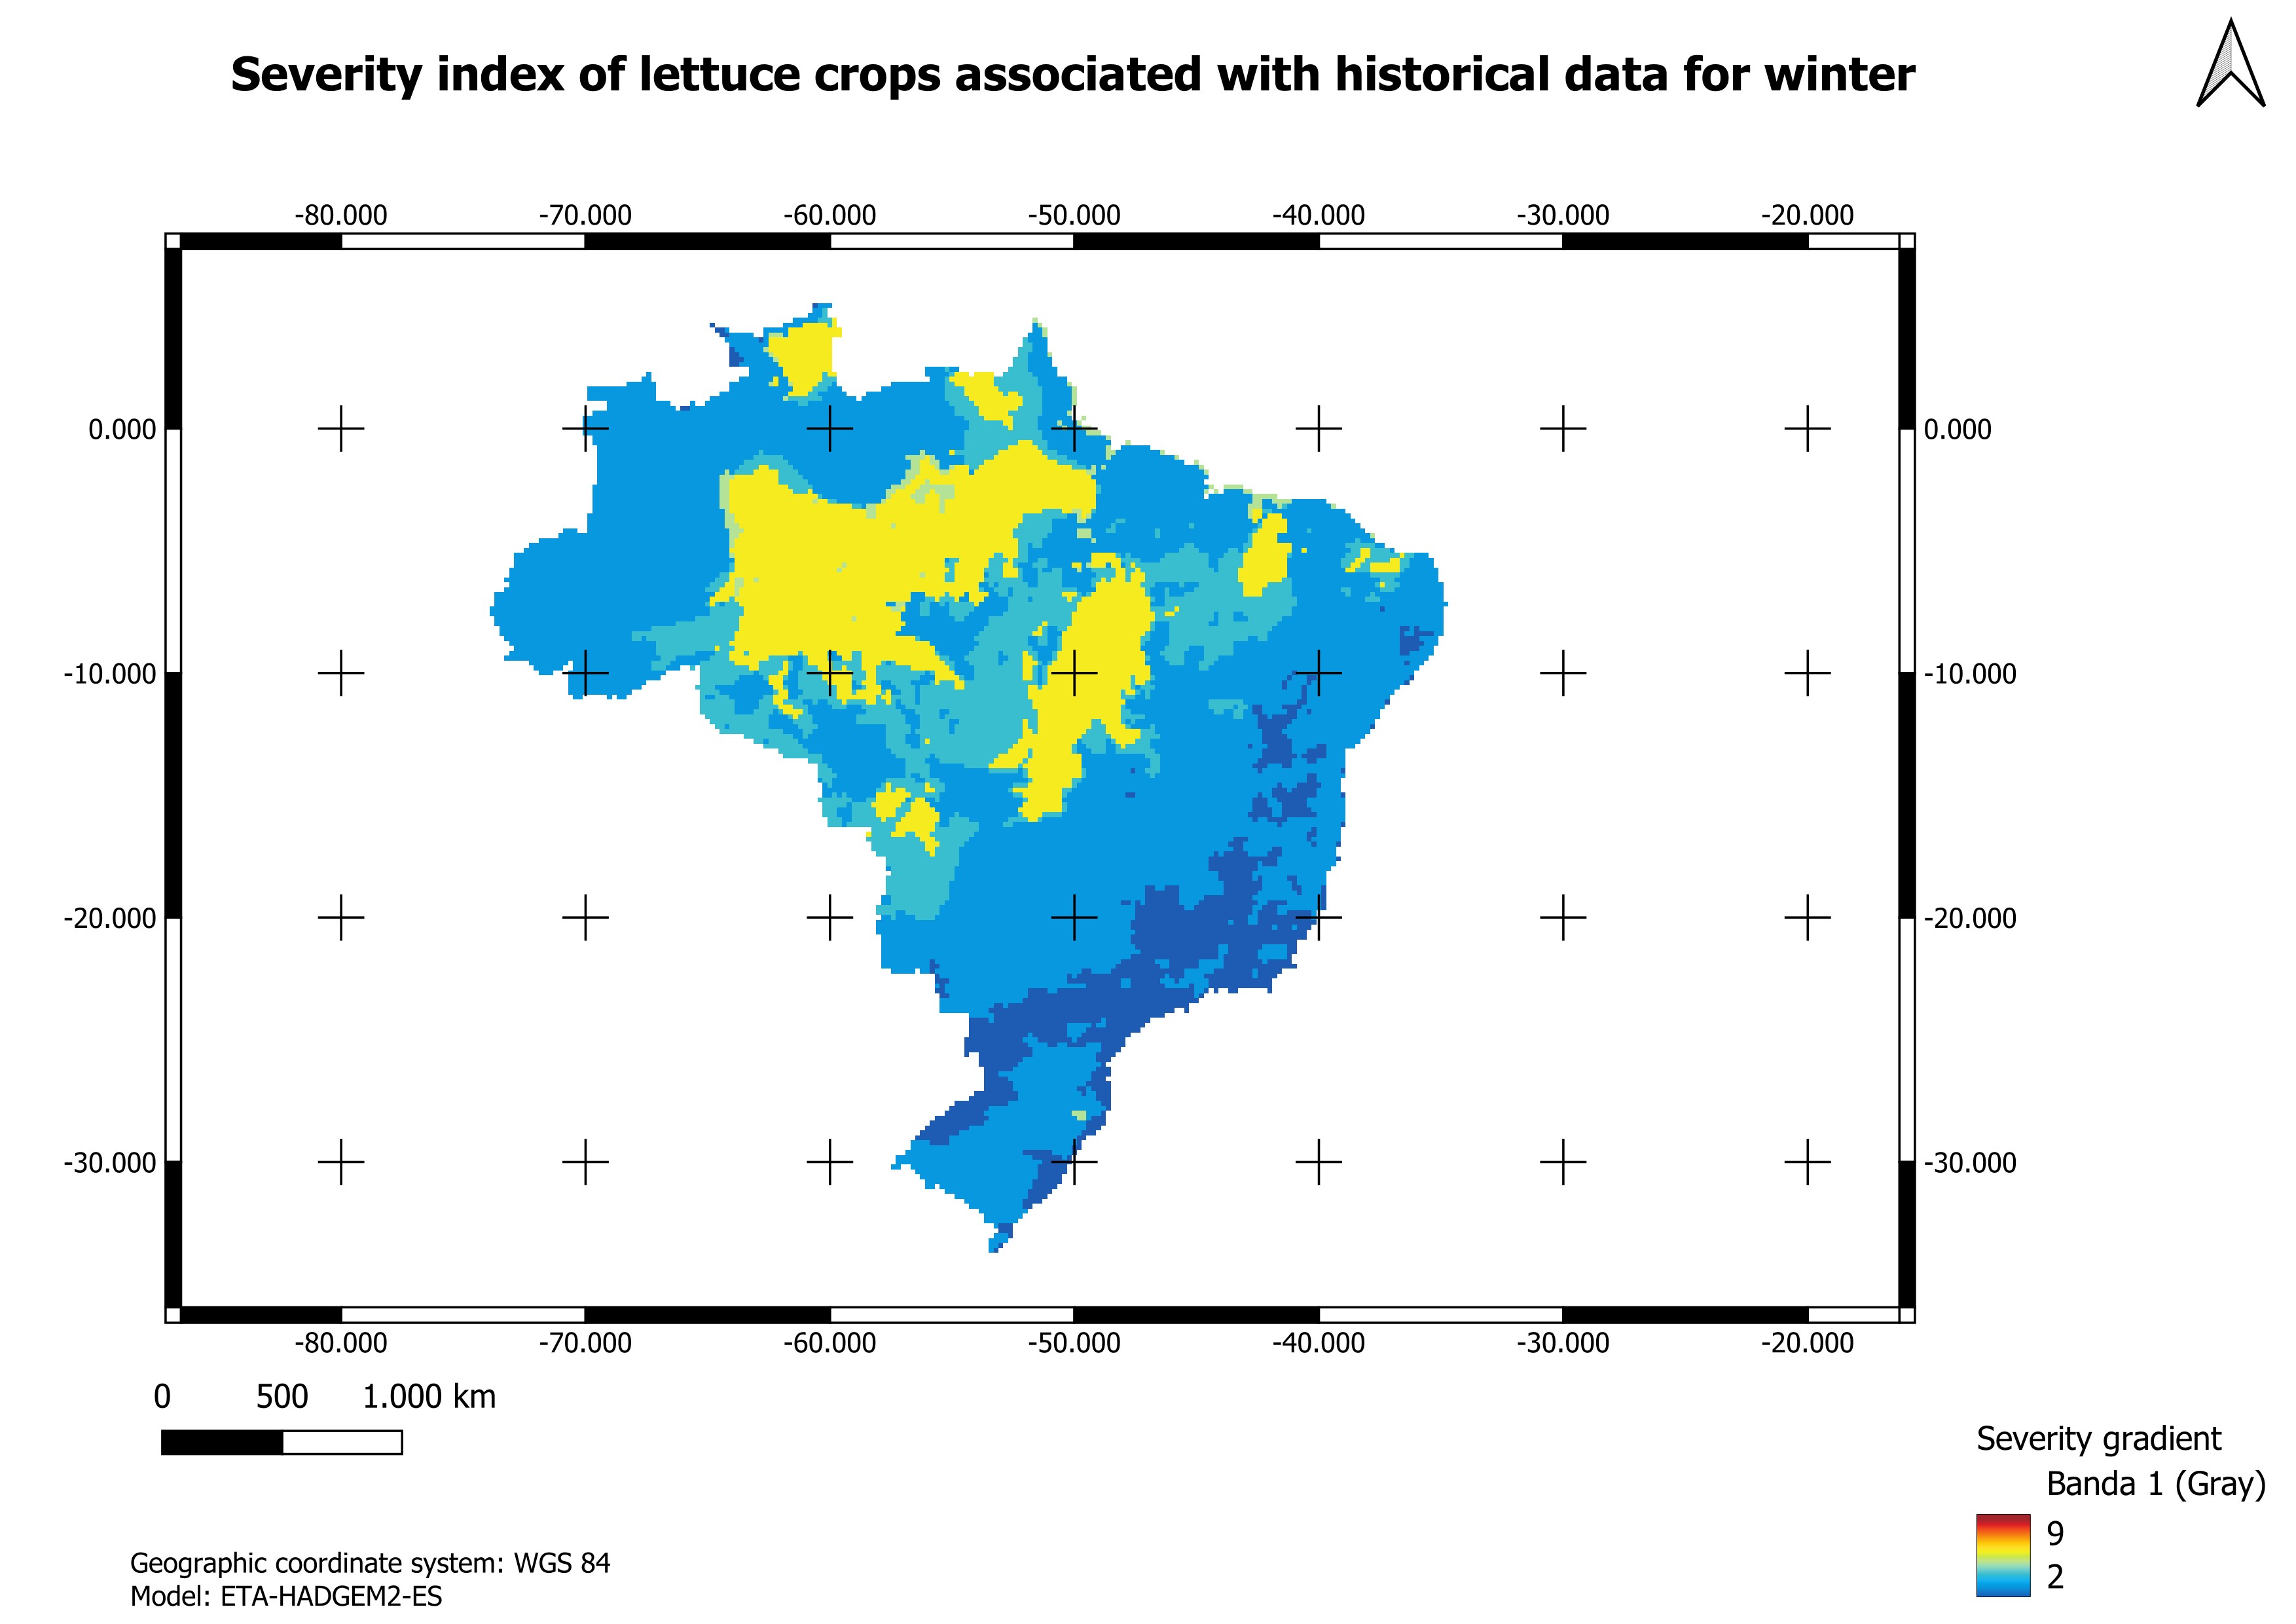 Severity index of lettuce crops associated with historical data for winter
-80.000 -70.000 -60.000 -50.000 -40.000 -30.000 -20.000
0.000 0.000
-10.000 -10.000
-20.000 -20.000
-30.000 -30.000
-80.000 -70.000 -60.000 -50.000 -40.000 -30.000 -20.000
0 500 1.000 km
Severity gradient
Banda 1 (Gray)
9
2
Geographic coordinate system: WGS 84
Model: ETA-HADGEM2-ES